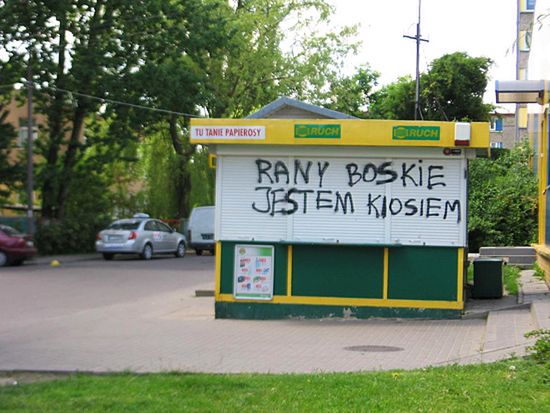 TU TANIE PAPIEROSY
RUCH
RUCH
RANY BOSKIE
JESTEM KIOSIEM